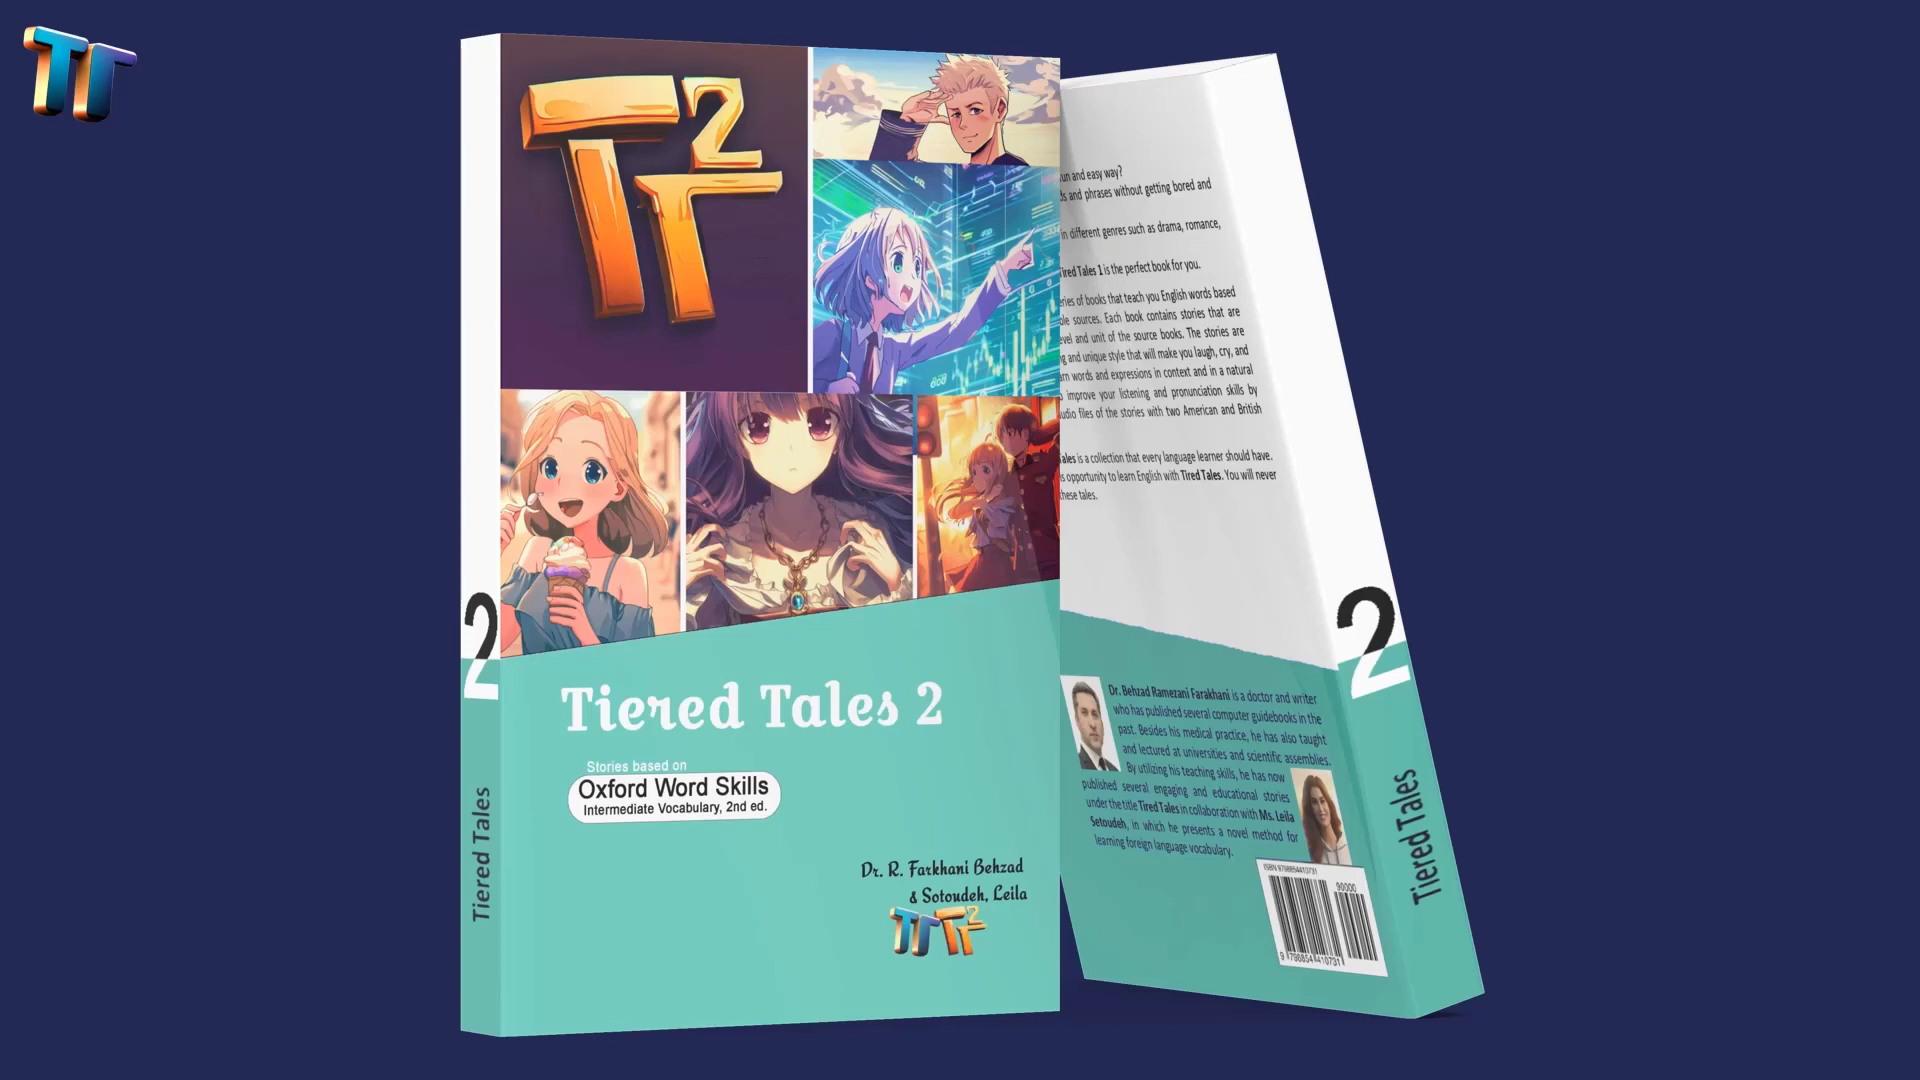 TT
TT2
2
Tiered Tales
Tiered Tales 2
Stories based on
Oxford Word Skills
Intermediate Vocabulary, 2nd ed.
Dr. R. Farkhani Behzad
& Sotoudeh, Leila
TT TT2
and easy way?
and phrases without getting bored and
in different genres such as drama, romance,
Tired Tales 1 is the perfect book for you.
of books that teach you English words based
sources. Each book contains stories that are
and unit of the source books. The stories are
and unique style that will make you laugh, cry, and
words and expressions in context and in a natural
improve your listening and pronunciation skills by
files of the stories with two American and British
is a collection that every language learner should have.
opportunity to learn English with Tired Tales. You will never
these tales.
Dr. Behzad Ramezani Farakhani is a doctor and writer
who has published several computer guidebooks in the
past. Besides his medical practice, he has also taught
and lectured at universities and scientific assemblies.
By utilizing his teaching skills, he has now
published several engaging and educational stories
under the title Tired Tales in collaboration with Ms. Leila
Setoudeh, in which he presents a novel method for
learning foreign language vocabulary.
ISBN 9798854410731
90000
9 798854 410731
2
Tiered Tales